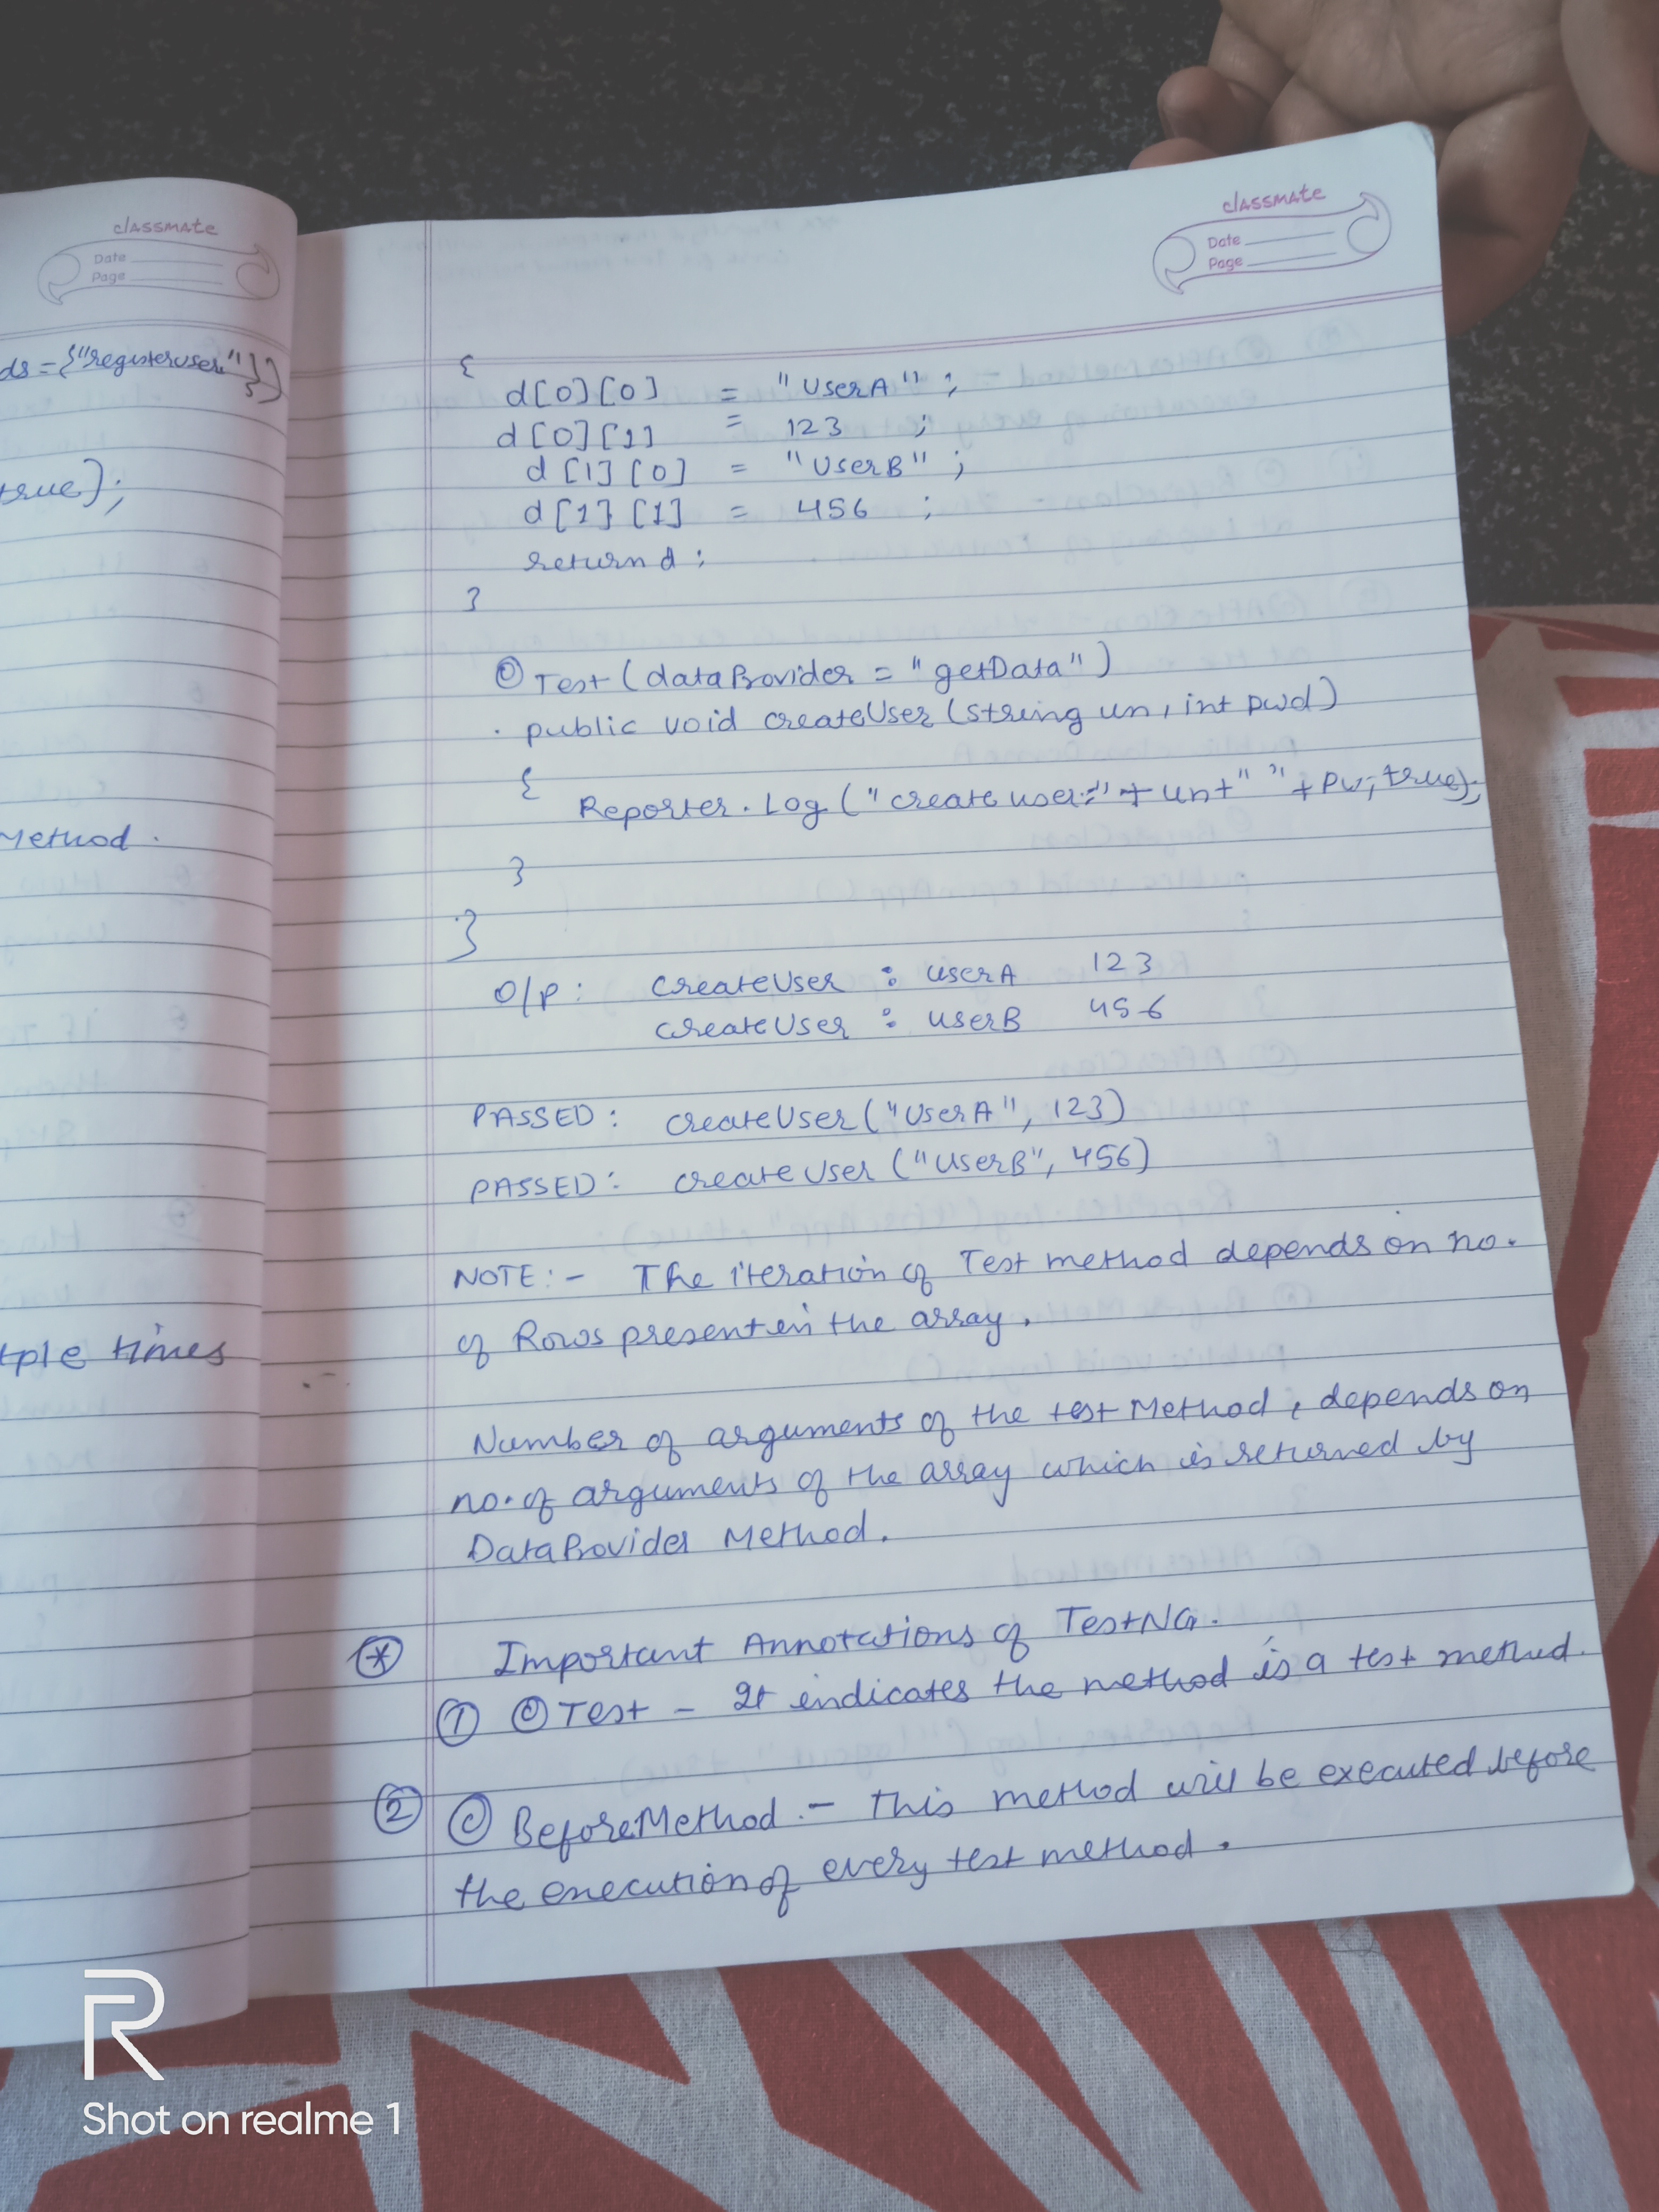 classmate
Date
Page
ds = {"registeruser"})
true);
Method.
tple times
classmate
Date
Page
{
d[0][0] = "UserA";
d[0][1] = 123 ;
d[1][0] = "UserB";
d[1][1] = 456 ;
return d ;
}
@Test (dataProvider = "getData")
public void createUser (string un, int pwd)
{
Reporter.Log ("create user:" + un+" "+pw, true);
}
}
O/P: createUser : userA 123
createUser : userB 456
PASSED: createUser ("UserA", 123)
PASSED: createUser ("UserB", 456)
NOTE:- The iteration of Test method depends on no.
of Rows present in the array.
Number of arguments of the test Method, depends on
no. of arguments of the array which is returned by
DataProvider Method.
* Important Annotations of TestNG.
1 @ Test - It indicates the method is a test method.
2 @ BeforeMethod.- This method will be executed before
the execution of every test method.
R
Shot on realme 1